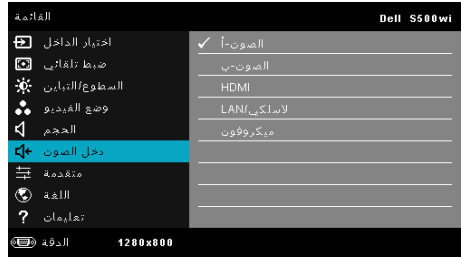 القائمة
Dell S500wi
اختيار الداخل
ضبط تلقائي
السطوع/التباين
وضع الفيديو
الحجم
دخل الصوت
متقدمة
اللغة
تعليمات
الصوت-أ
الصوت-ب
HDMI
لاسلكي/LAN
ميكروفون
الدقة 1280x800